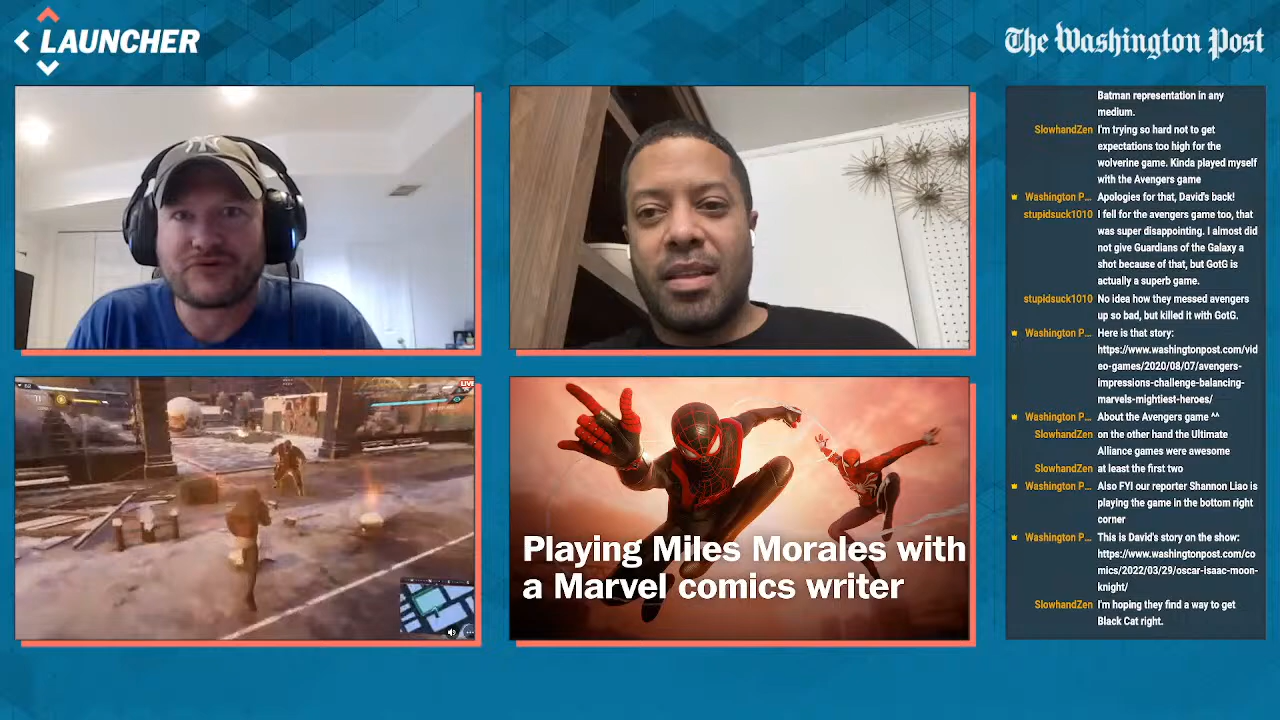 LAUNCHER
The Washington Post
LIVE
Playing Miles Morales with
a Marvel comics writer
Batman representation in any
medium.
SlowhandZen I'm trying so hard not to get
expectations too high for the
wolverine game. Kinda played myself
with the Avengers game
Washington P... Apologies for that, David's back!
stupidsuck1010 I fell for the avengers game too, that
was super disappointing. I almost did
not give Guardians of the Galaxy a
shot because of that, but GotG is
actually a superb game.
stupidsuck1010 No idea how they messed avengers
up so bad, but killed it with GotG.
Washington P... Here is that story:
https://www.washingtonpost.com/vid
eo-games/2020/08/07/avengers-
impressions-challenge-balancing-
marvels-mightiest-heroes/
Washington P... About the Avengers game ^^
SlowhandZen on the other hand the Ultimate
Alliance games were awesome
SlowhandZen at least the first two
Washington P... Also FYI our reporter Shannon Liao is
playing the game in the bottom right
corner
Washington P... This is David's story on the show:
https://www.washingtonpost.com/co
mics/2022/03/29/oscar-isaac-moon-
knight/
SlowhandZen I'm hoping they find a way to get
Black Cat right.